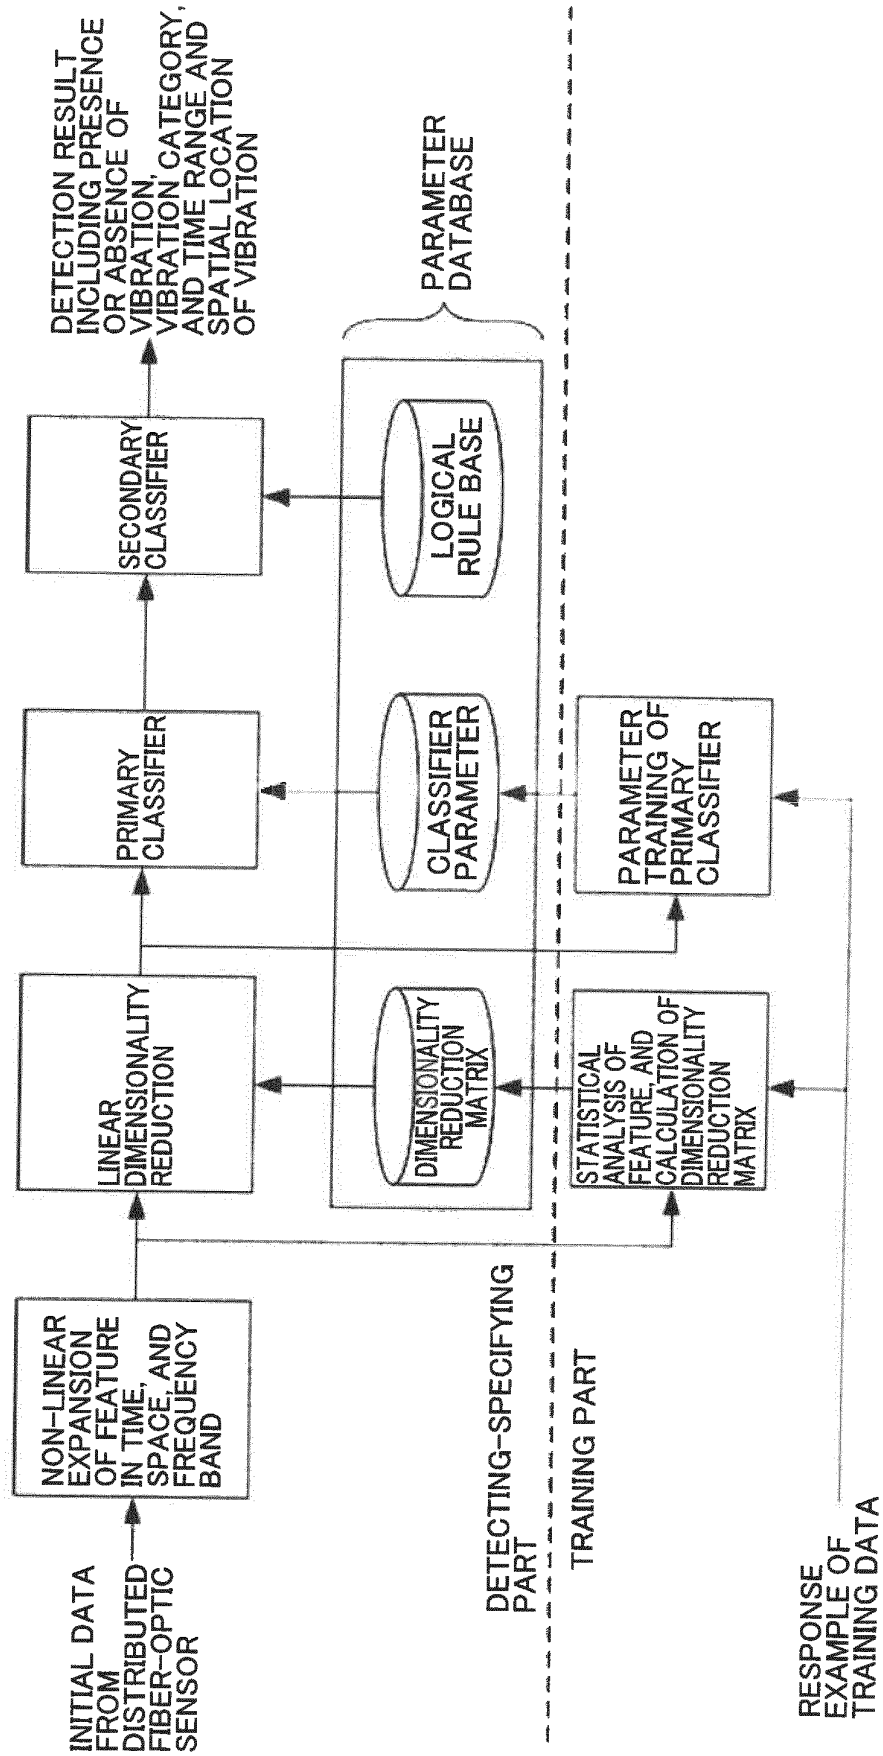 INITIAL DATA
FROM
DISTRIBUTED
FIBER-OPTIC
SENSOR
NON-LINEAR
EXPANSION
OF FEATURE
IN TIME,
SPACE, AND
FREQUENCY
BAND
LINEAR
DIMENSIONALITY
REDUCTION
PRIMARY
CLASSIFIER
SECONDARY
CLASSIFIER
DETECTION RESULT
INCLUDING PRESENCE
OR ABSENCE OF
VIBRATION,
VIBRATION CATEGORY,
AND TIME RANGE AND
SPATIAL LOCATION
OF VIBRATION
DIMENSIONALITY
REDUCTION
MATRIX
CLASSIFIER
PARAMETER
LOGICAL
RULE BASE
PARAMETER
DATABASE
DETECTING-SPECIFYING
PART
TRAINING PART
STATISTICAL
ANALYSIS OF
FEATURE, AND
CALCULATION OF
DIMENSIONALITY
REDUCTION
MATRIX
PARAMETER
TRAINING OF
PRIMARY
CLASSIFIER
RESPONSE
EXAMPLE OF
TRAINING DATA